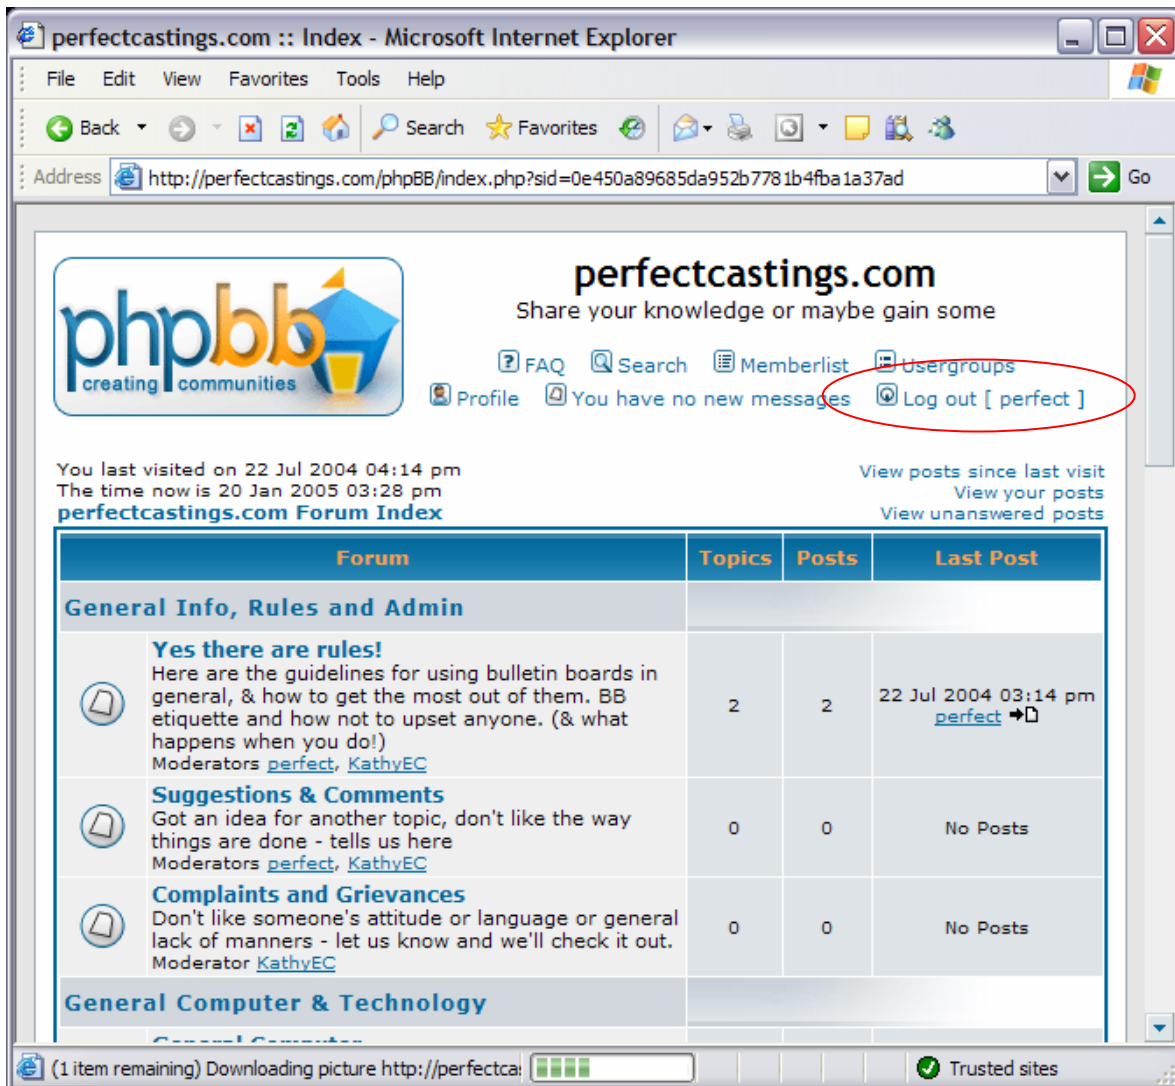 perfectcastings.com :: Index - Microsoft Internet Explorer
File Edit View Favorites Tools Help
Back Search Favorites
Address http://perfectcastings.com/phpBB/index.php?sid=0e450a89685da952b7781b4fba1a37ad Go
phpbb
creating communities
perfectcastings.com
Share your knowledge or maybe gain some
FAQ Search Memberlist Usergroups
Profile You have no new messages Log out [ perfect ]
You last visited on 22 Jul 2004 04:14 pm
The time now is 20 Jan 2005 03:28 pm
perfectcastings.com Forum Index
View posts since last visit
View your posts
View unanswered posts
Forum Topics Posts Last Post
General Info, Rules and Admin
Yes there are rules!
Here are the guidelines for using bulletin boards in
general, & how to get the most out of them. BB
etiquette and how not to upset anyone. (& what
happens when you do!)
Moderators perfect, KathyEC
2 2 22 Jul 2004 03:14 pm
perfect
Suggestions & Comments
Got an idea for another topic, don't like the way
things are done - tells us here
Moderators perfect, KathyEC
0 0 No Posts
Complaints and Grievances
Don't like someone's attitude or language or general
lack of manners - let us know and we'll check it out.
Moderator KathyEC
0 0 No Posts
General Computer & Technology
General Computer
(1 item remaining) Downloading picture http://perfectca Trusted sites